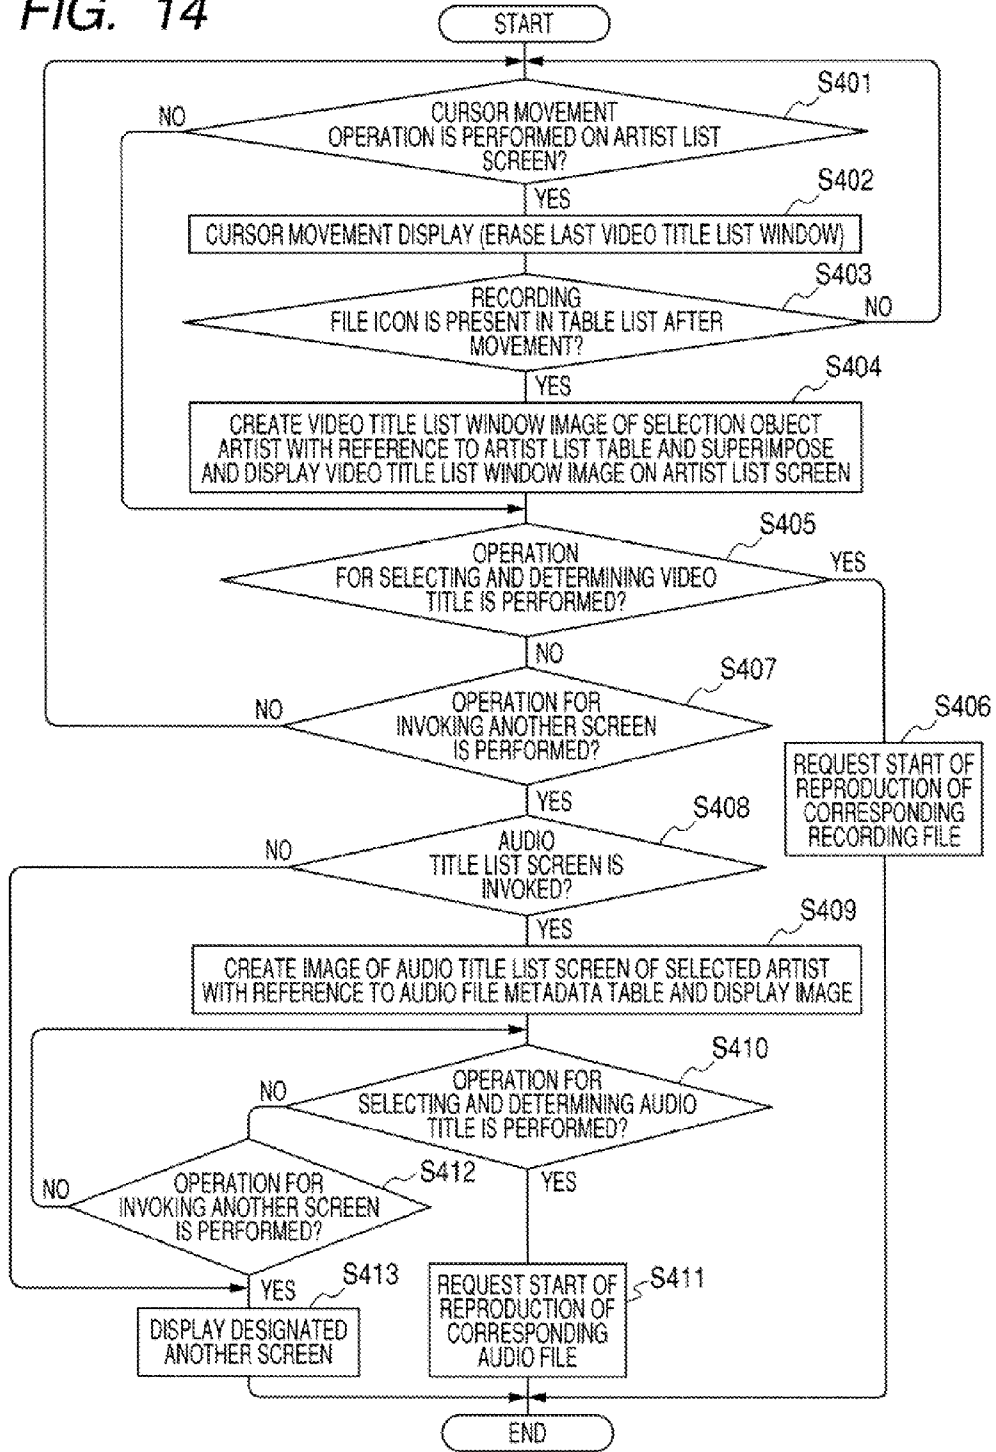 FIG. 14
START
S401
NO
CURSOR MOVEMENT
OPERATION IS PERFORMED ON ARTIST LIST
SCREEN?
YES
S402
CURSOR MOVEMENT DISPLAY (ERASE LAST VIDEO TITLE LIST WINDOW)
S403
RECORDING
FILE ICON IS PRESENT IN TABLE LIST AFTER
MOVEMENT?
NO
YES
S404
CREATE VIDEO TITLE LIST WINDOW IMAGE OF SELECTION OBJECT
ARTIST WITH REFERENCE TO ARTIST LIST TABLE AND SUPERIMPOSE
AND DISPLAY VIDEO TITLE LIST WINDOW IMAGE ON ARTIST LIST SCREEN
S405
OPERATION
FOR SELECTING AND DETERMINING VIDEO
TITLE IS PERFORMED?
YES
NO
S407
NO
OPERATION FOR
INVOKING ANOTHER SCREEN
IS PERFORMED?
S406
REQUEST START OF
REPRODUCTION OF
CORRESPONDING
RECORDING FILE
YES
S408
NO
AUDIO
TITLE LIST SCREEN IS
INVOKED?
YES
S409
CREATE IMAGE OF AUDIO TITLE LIST SCREEN OF SELECTED ARTIST
WITH REFERENCE TO AUDIO FILE METADATA TABLE AND DISPLAY IMAGE
S410
NO
OPERATION FOR
SELECTING AND DETERMINING AUDIO
TITLE IS PERFORMED?
YES
S412
NO
OPERATION FOR
INVOKING ANOTHER SCREEN
IS PERFORMED?
YES
S413
DISPLAY DESIGNATED
ANOTHER SCREEN
S411
REQUEST START OF
REPRODUCTION OF
CORRESPONDING
AUDIO FILE
END